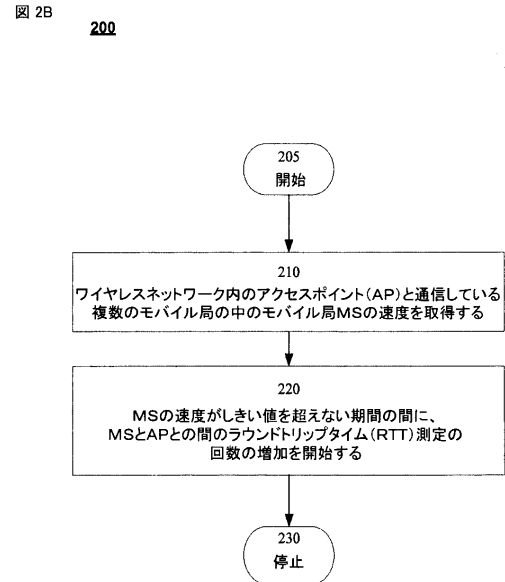 図 2B
200
205
開始
210
ワイヤレスネットワーク内のアクセスポイント(AP)と通信している
複数のモバイル局の中のモバイル局MSの速度を取得する
220
MSの速度がしきい値を超えない期間の間に、
MSとAPとの間のラウンドトリップタイム(RTT)測定の
回数の増加を開始する
230
停止